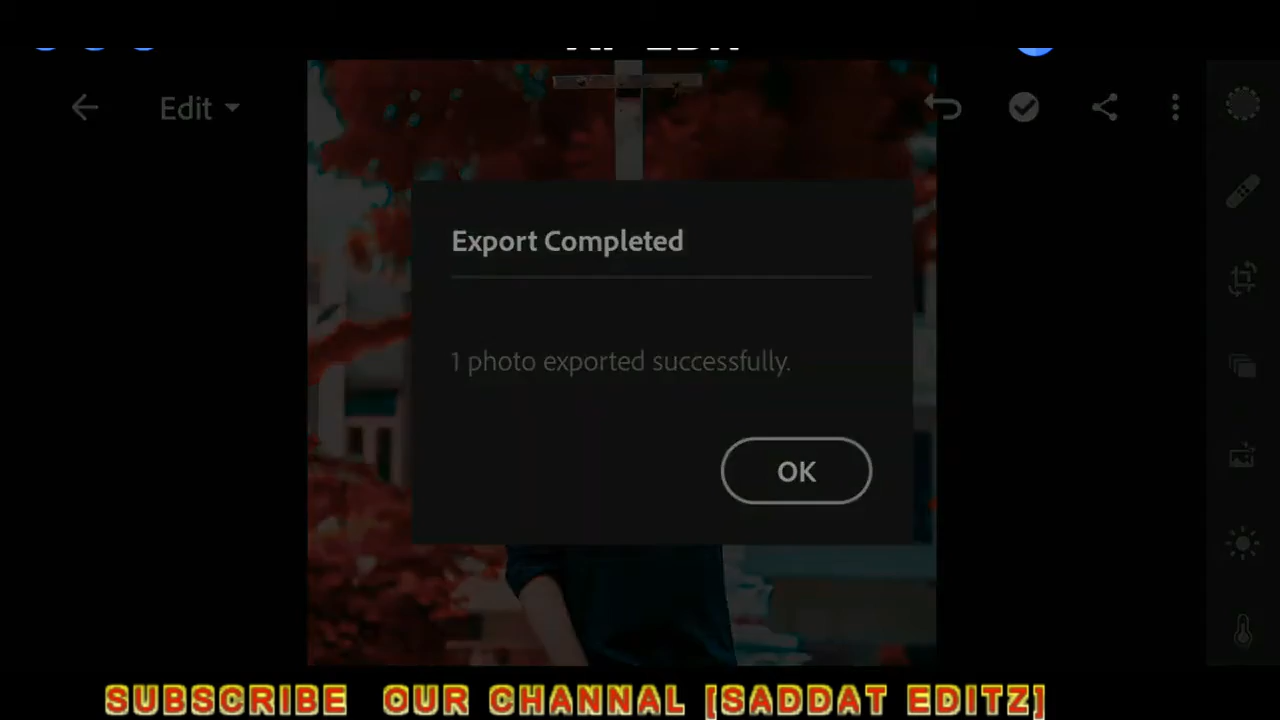 Edit
Export Completed
1 photo exported successfully.
OK
SUBSCRIBE OUR CHANNAL [SADDAT EDITZ]